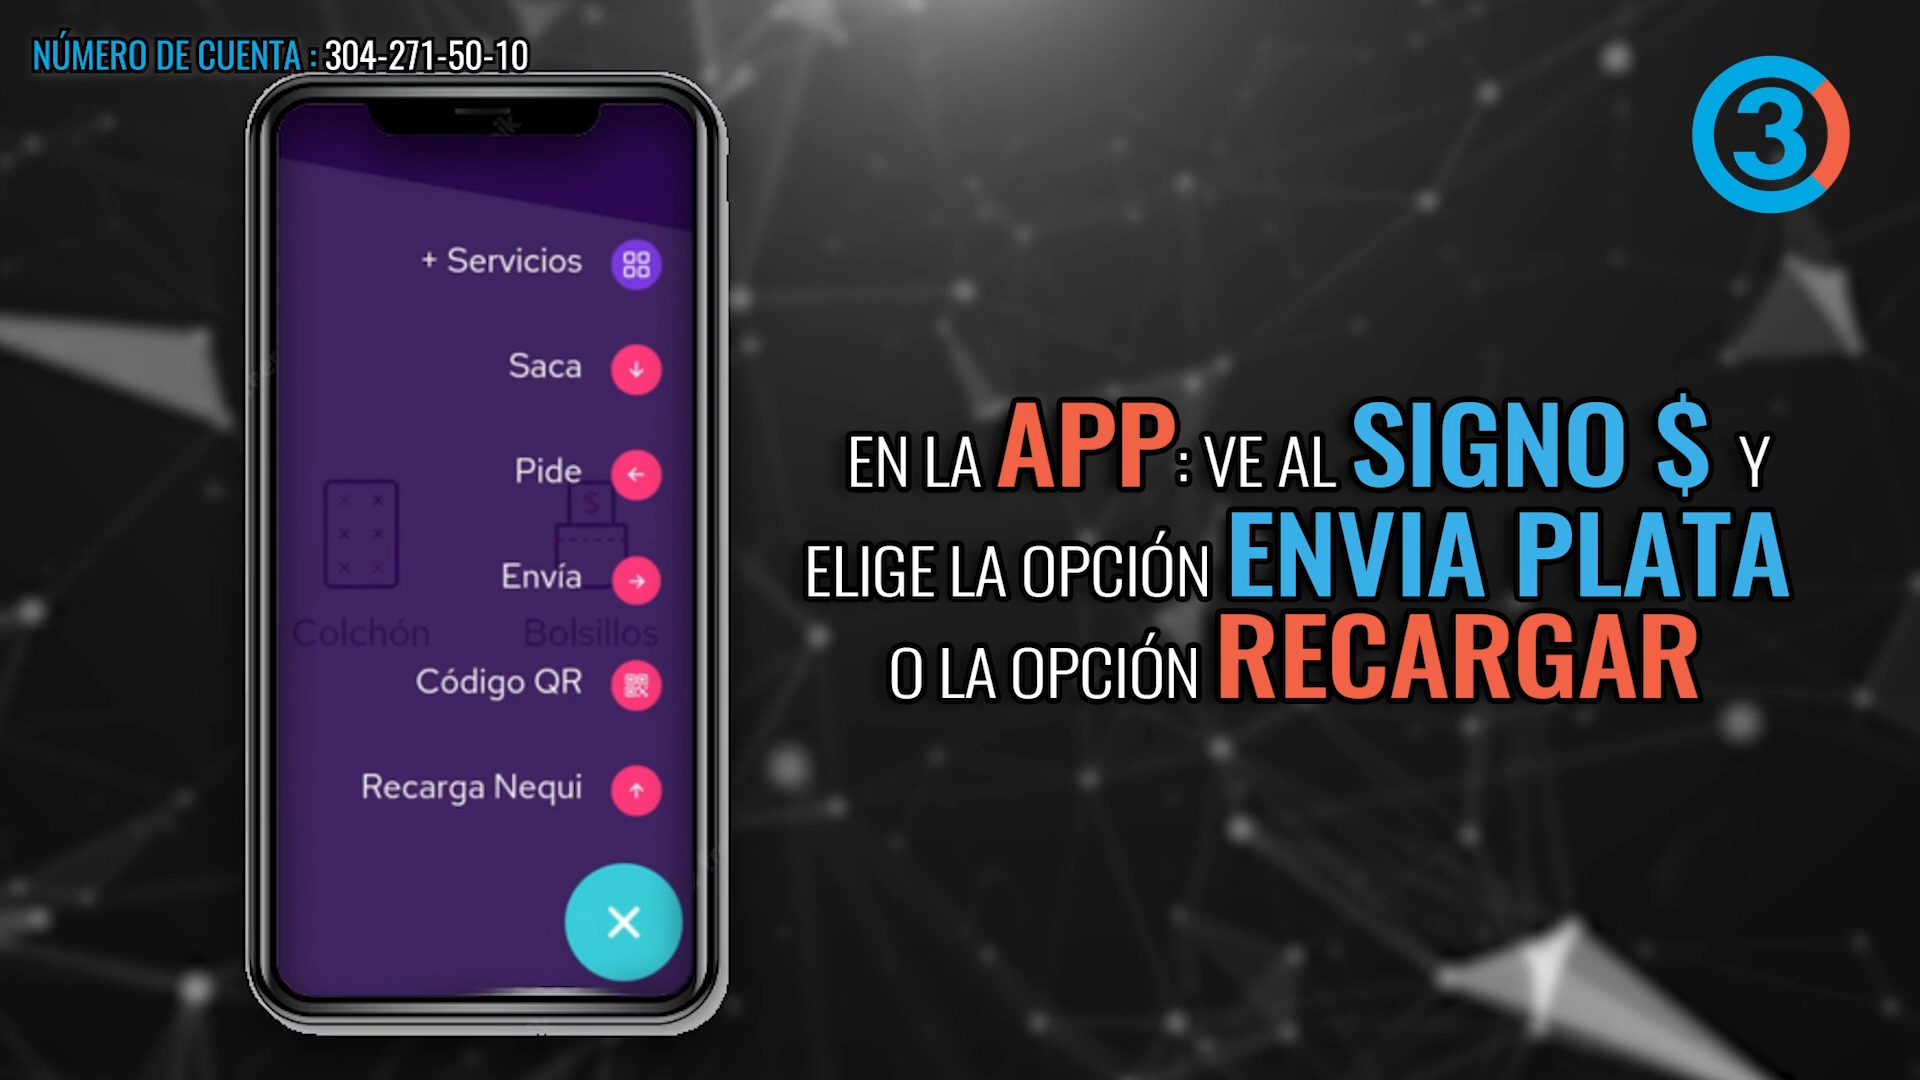 NÚMERO DE CUENTA : 304-271-50-10
3
+ Servicios
Saca
Pide
$
Envía
Colchón
Bolsillos
Código QR
Recarga Nequi
EN LA APP: VE AL SIGNO $ Y
ELIGE LA OPCIÓN ENVIA PLATA
O LA OPCIÓN RECARGAR